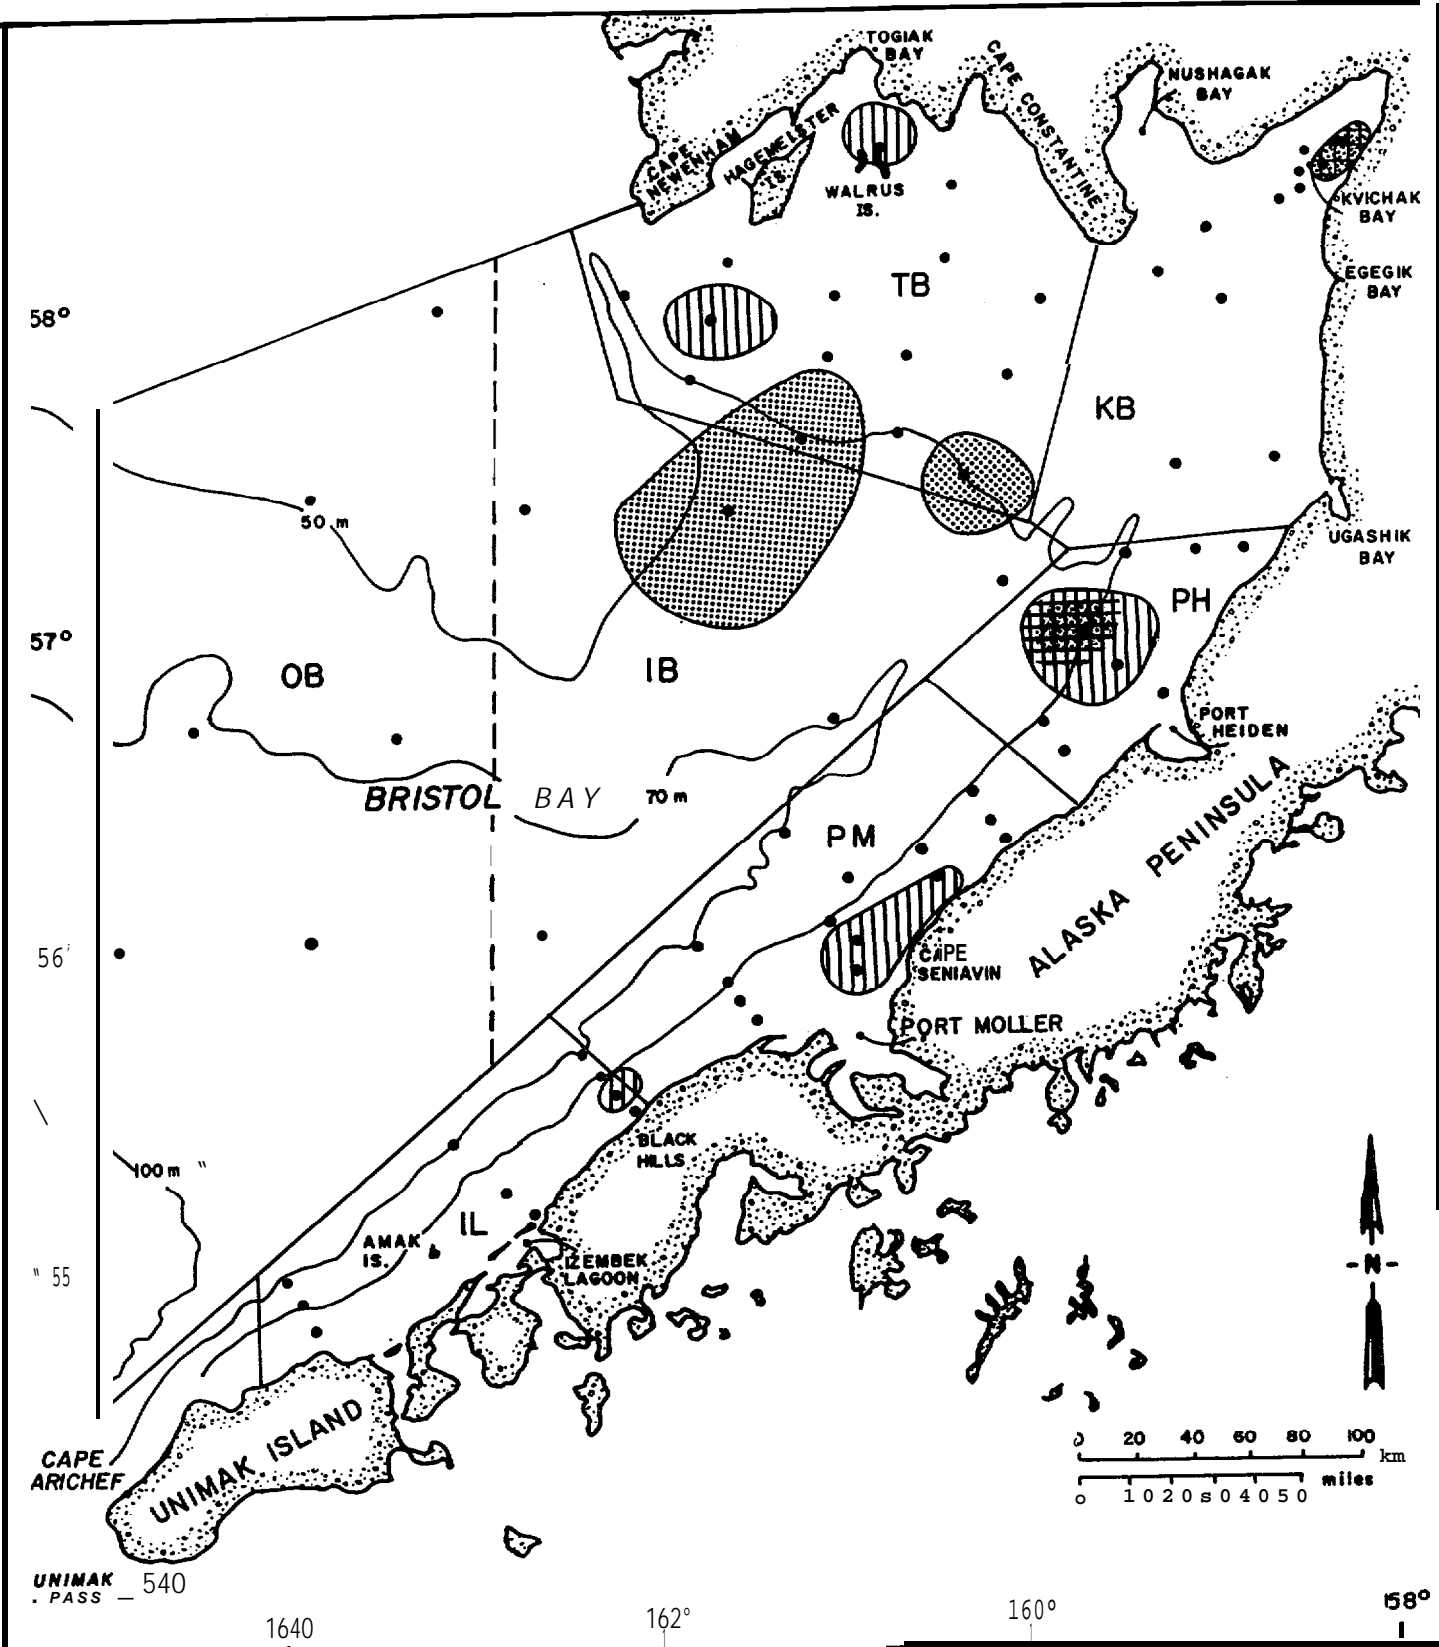 TOGIAK
BAY
CAPE CONSTANTINE
NUSHAGAK
BAY
CAPE
NEWENHAM
HAGEMEISTER
IS.
WALRUS
IS.
KVICHAK
BAY
EGEGIK
BAY
TB
58°
KB
50 m
UGASHIK
BAY
PH
57°
OB
IB
PORT
HEIDEN
BRISTOL BAY
70 m
PM
ALASKA PENINSULA
56'
CAPE
SENIAVIN
PORT MOLLER
BLACK
HILLS
100 m "
IL
AMAK
IS.
IZEMBEK
LAGOON
" 55
-N-
UNIMAK ISLAND
CAPE
ARICHEF
0 20 40 60 80 100
km
miles
o 1020s04050
UNIMAK
. PASS — 540
1640
162°
160°
158°